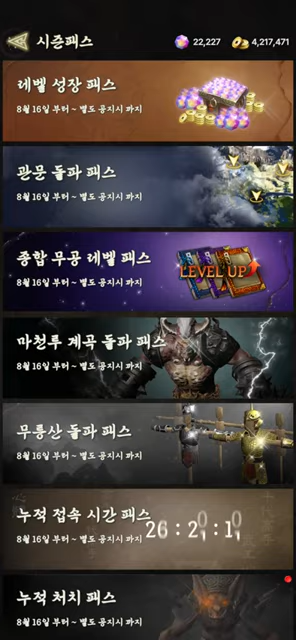 시즌패스
22,227
4,217,471
레벨 성장 패스
8월 16일 부터 ~ 별도 공지시 까지
관문 돌파 패스
8월 16일 부터 ~ 별도 공지시 까지
종합 무공 레벨 패스
8월 16일 부터 ~ 별도 공지시 까지
LEVEL UP
마천루 계곡 돌파 패스
8월 16일 부터 ~ 별도 공지시 까지
무릉산 돌파 패스
8월 16일 부터 ~ 별도 공지시 까지
누적 접속 시간 패스
8월 16일 부터 ~ 별도 공지시 까지
누적 처치 패스
8월 16일 부터 ~ 별도 공지시 까지